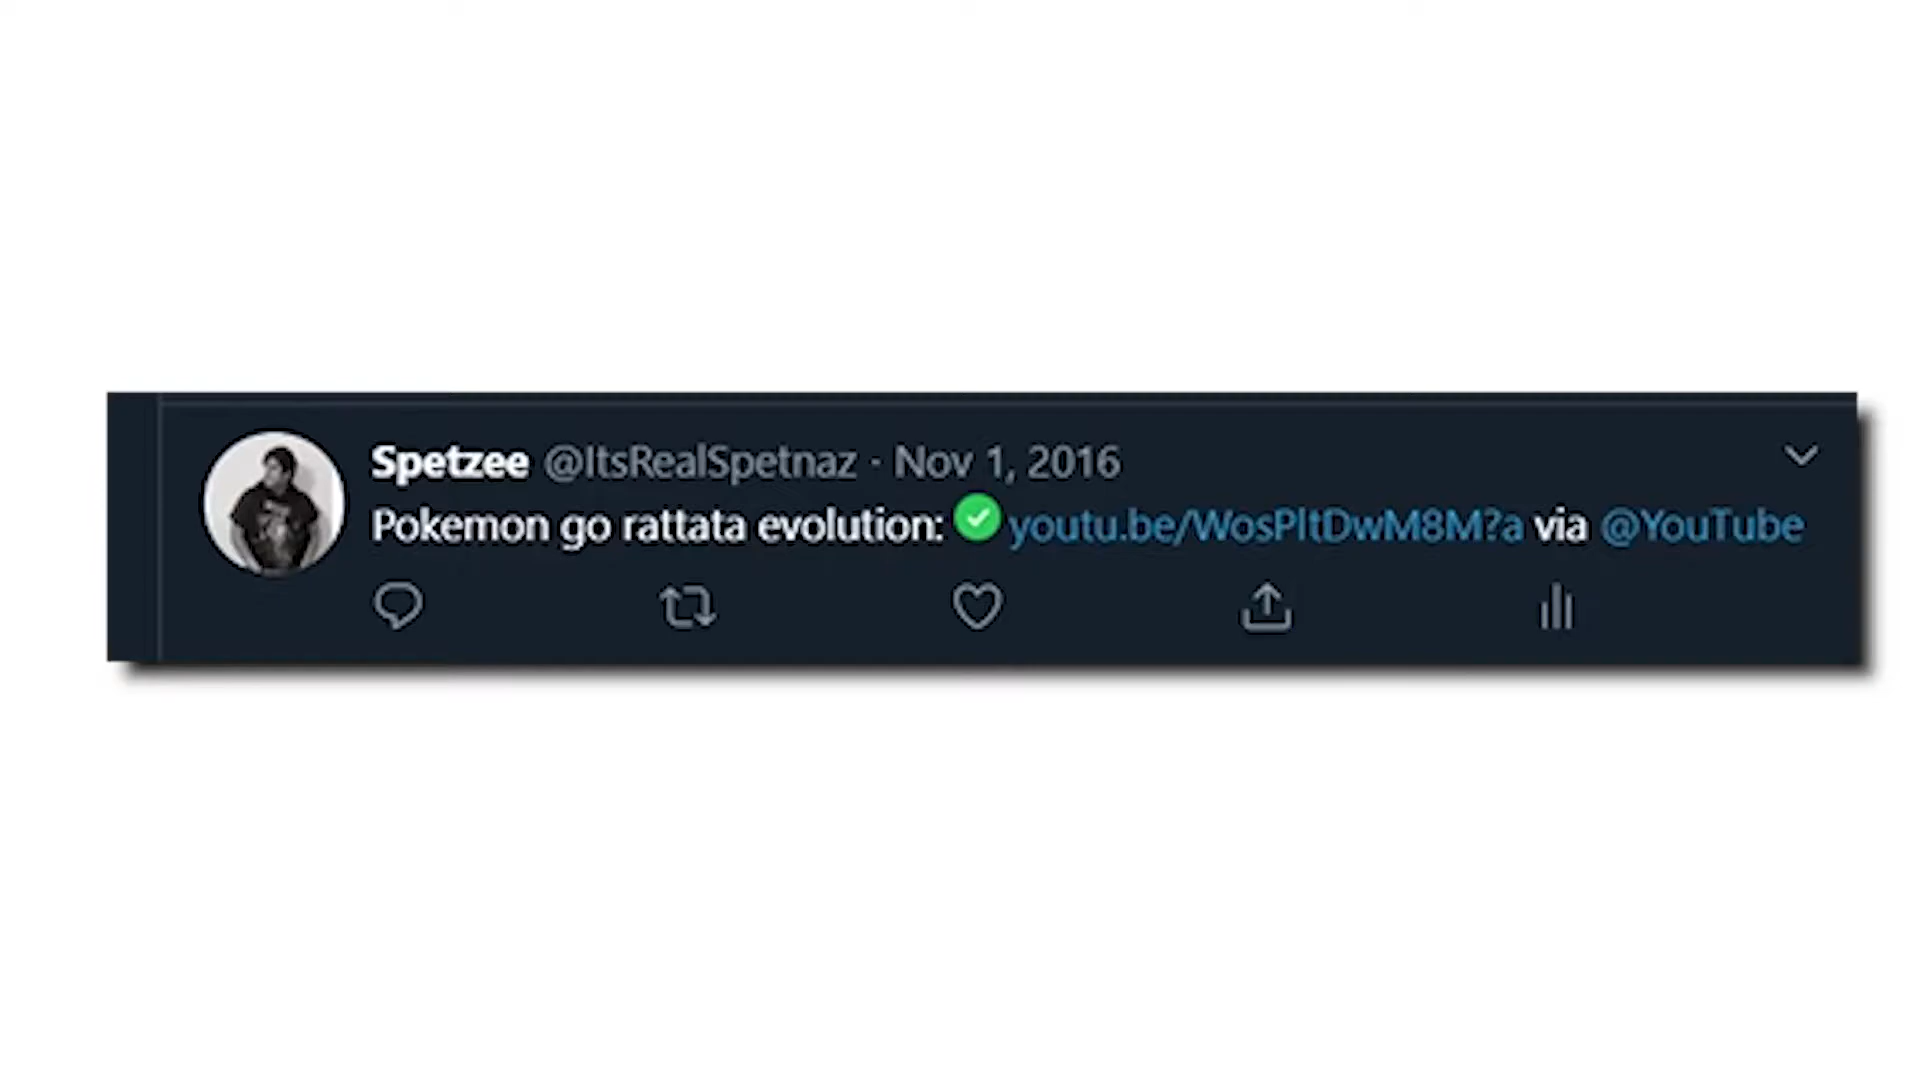 Spetzee @ItsRealSpetnaz · Nov 1, 2016
Pokemon go rattata evolution: ✅ youtu.be/WosPltDwM8M?a via @YouTube